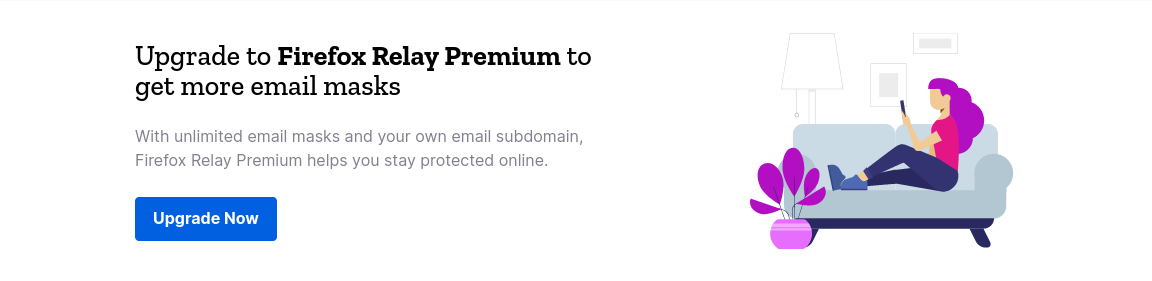 Upgrade to Firefox Relay Premium to
get more email masks
With unlimited email masks and your own email subdomain,
Firefox Relay Premium helps you stay protected online.
Upgrade Now